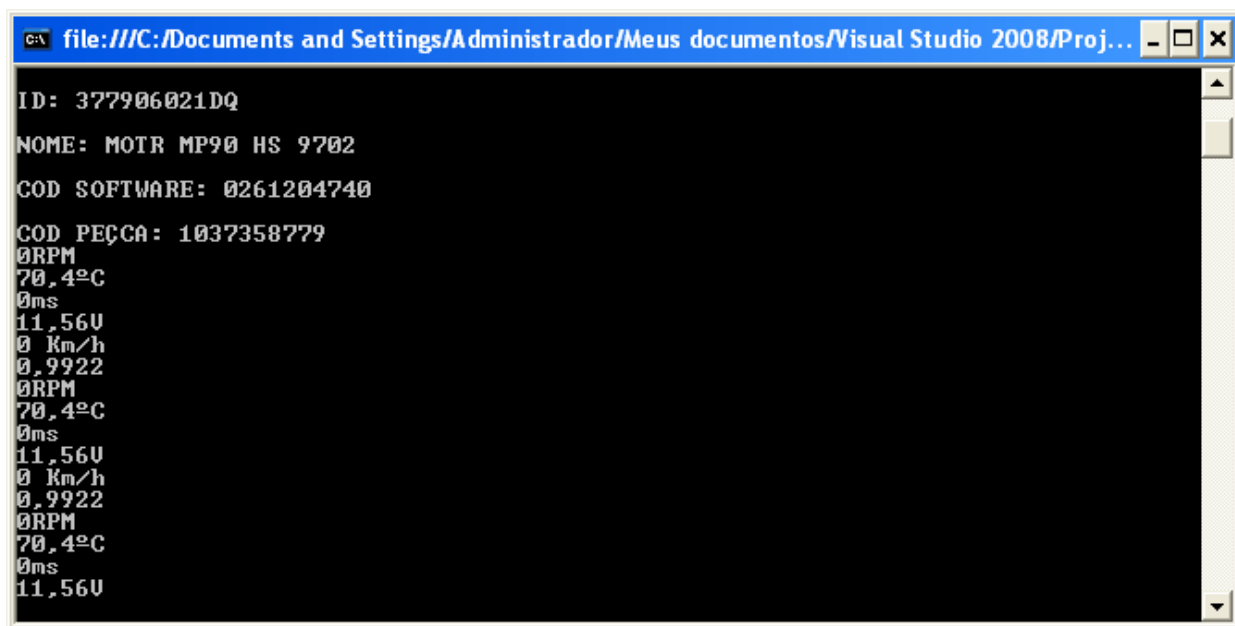 file:///C:/Documents and Settings/Administrador/Meus documentos/Visual Studio 2008/Proj...
ID: 377906021DQ
NOME: MOTR MP90 HS 9702
COD SOFTWARE: 0261204740
COD PEÇCA: 1037358779
0RPM
70,4ºC
0ms
11,56V
0 Km/h
0,9922
0RPM
70,4ºC
0ms
11,56V
0 Km/h
0,9922
0RPM
70,4ºC
0ms
11,56V